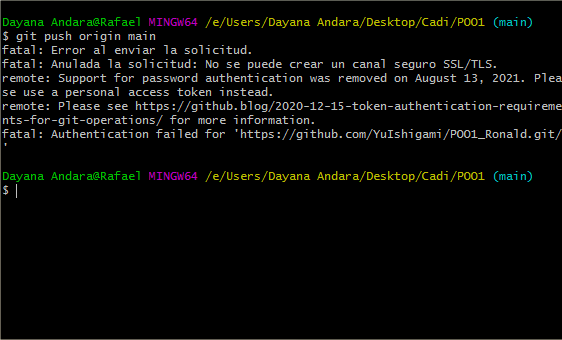 Dayana Andara@Rafael MINGW64 /e/Users/Dayana Andara/Desktop/Cadi/POO1 (main)
$ git push origin main
fatal: Error al enviar la solicitud.
fatal: Anulada la solicitud: No se puede crear un canal seguro SSL/TLS.
remote: Support for password authentication was removed on August 13, 2021. Plea
se use a personal access token instead.
remote: Please see https://github.blog/2020-12-15-token-authentication-requireme
nts-for-git-operations/ for more information.
fatal: Authentication failed for 'https://github.com/YuIshigami/POO1_Ronald.git/
'
Dayana Andara@Rafael MINGW64 /e/Users/Dayana Andara/Desktop/Cadi/POO1 (main)
$